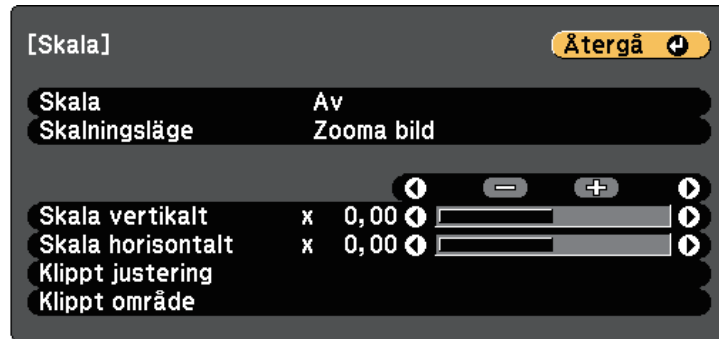 [Skala] Återgå
Skala Av
Skalningsläge Zooma bild
Skala vertikalt x 0,00
Skala horisontalt x 0,00
Klippt justering
Klippt område